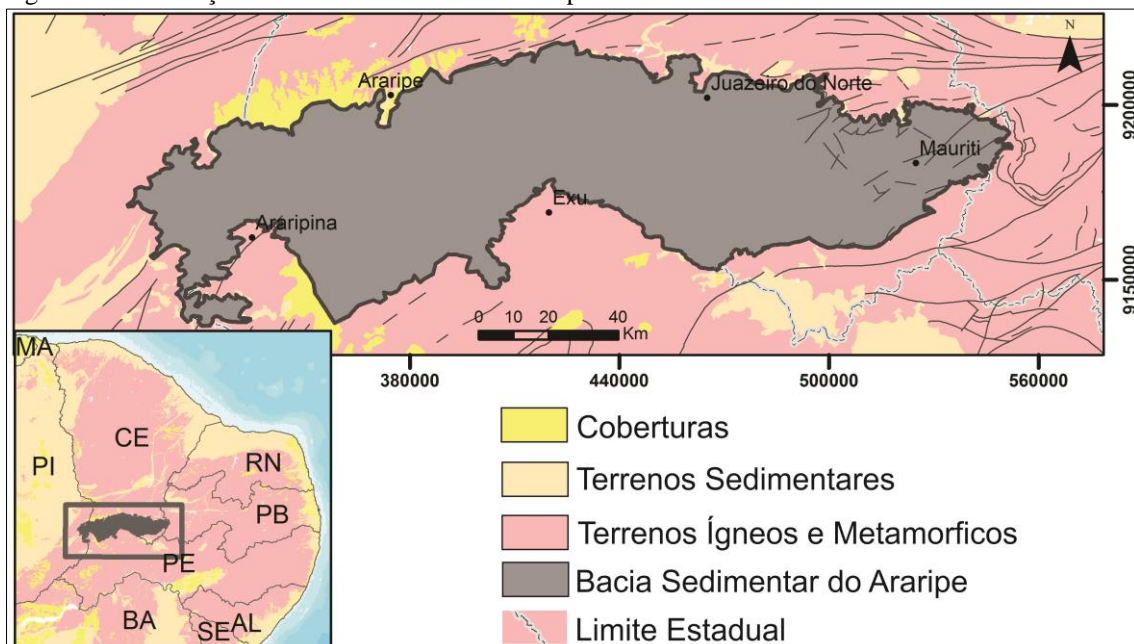 N
Araripe
Juazeiro do Norte
9200000
Mauriti
Exu
Araripina
9150000
0 10 20 40
Km
380000 440000 500000 560000
MA
CE
PI
RN
PB
PE
BA
SE
AL
Coberturas
Terrenos Sedimentares
Terrenos Ígneos e Metamorficos
Bacia Sedimentar do Araripe
Limite Estadual